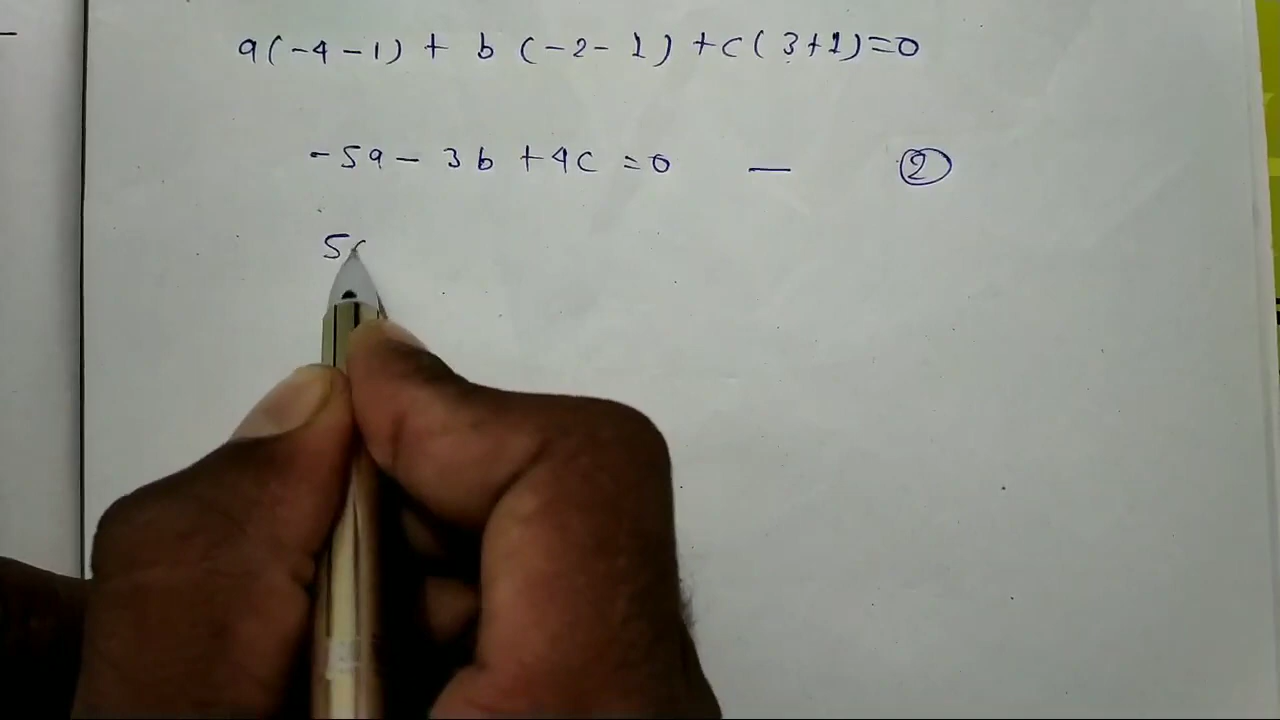 a(-4-1) + b(-2-1) + c(3+1)=0
-5a - 3b + 4c = 0 — ②
5